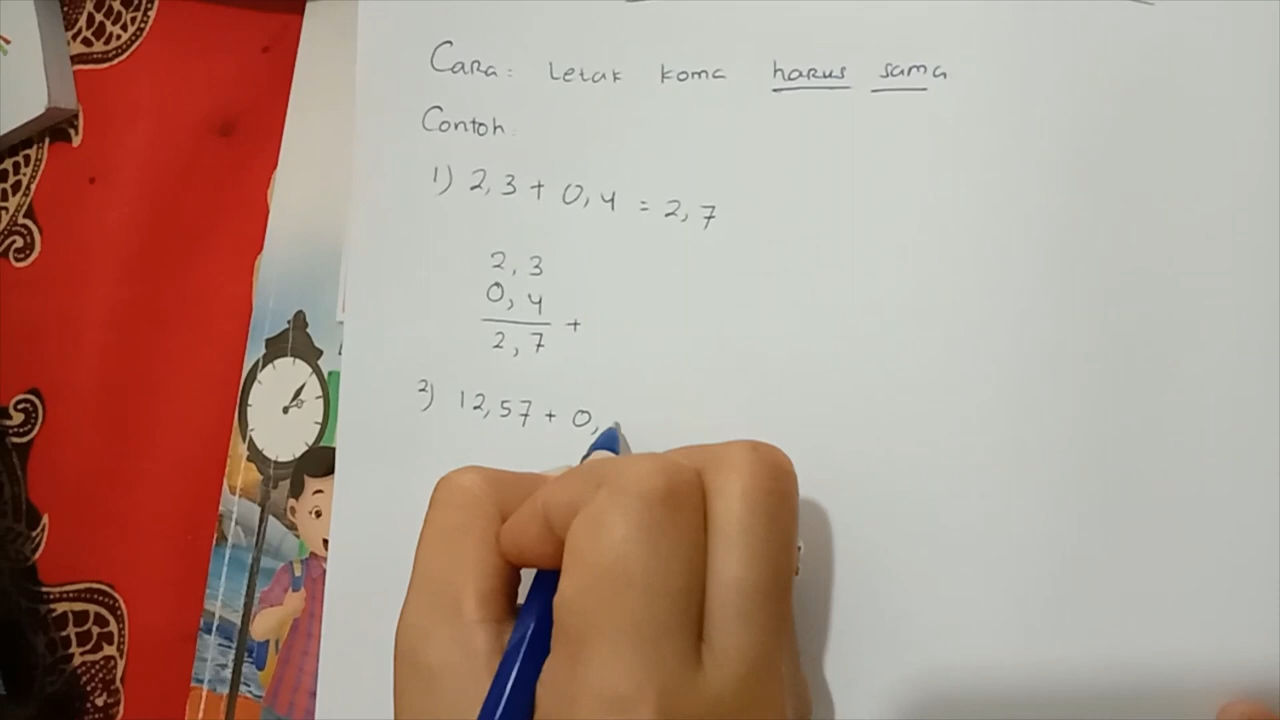 Cara: Letak koma harus sama
Contoh.
1) 2,3 + 0,4 = 2,7
2,3
0,4
+
2,7
2) 12,57 + 0,